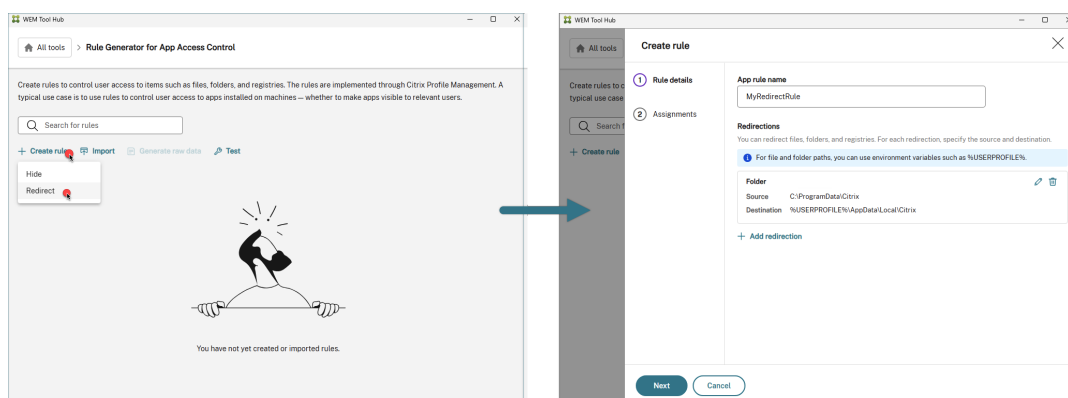 WEM Tool Hub
All tools > Rule Generator for App Access Control
Create rules to control user access to items such as files, folders, and registries. The rules are implemented through Citrix Profile Management. A
typical use case is to use rules to control user access to apps installed on machines — whether to make apps visible to relevant users.
Search for rules
+ Create rule Import Generate raw data Test
Hide
Redirect
You have not yet created or imported rules.
WEM Tool Hub
All tools
Create rules to c
typical use case
Search f
+ Create rule
Create rule
1 Rule details
2 Assignments
App rule name
MyRedirectRule
Redirections
You can redirect files, folders, and registries. For each redirection, specify the source and destination.
For file and folder paths, you can use environment variables such as %USERPROFILE%.
Folder
Source C:\ProgramData\Citrix
Destination %USERPROFILE%\AppData\Local\Citrix
+ Add redirection
Next Cancel